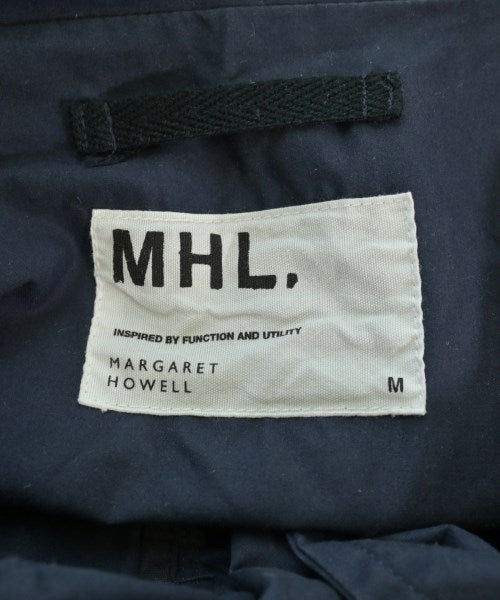 MHL.
INSPIRED BY FUNCTION AND UTILITY
MARGARET
HOWELL
M